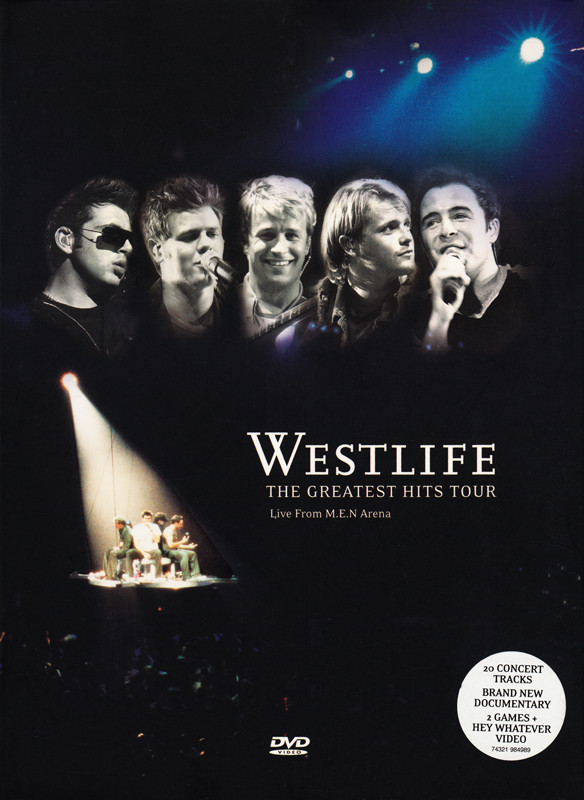 WESTLIFE
THE GREATEST HITS TOUR
Live From M.E.N Arena
20 CONCERT
TRACKS
BRAND NEW
DOCUMENTARY
2 GAMES +
HEY WHATEVER
VIDEO
74321 984989
DVD
VIDEO